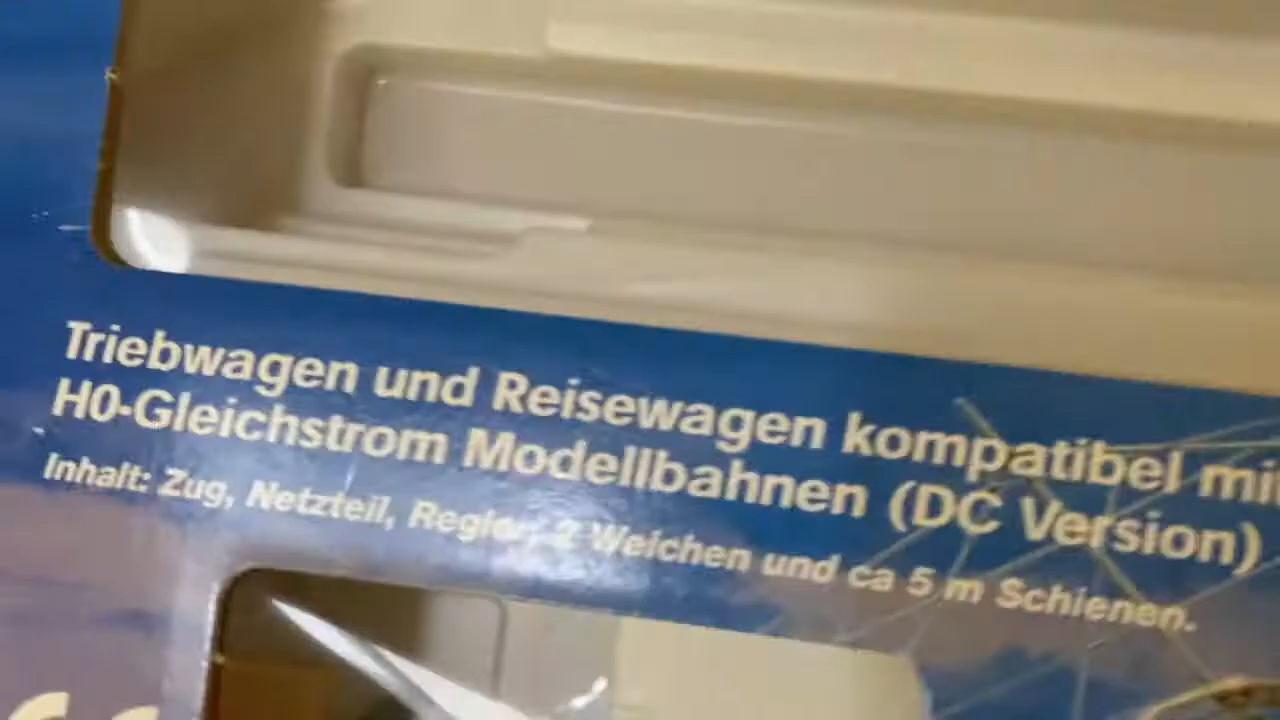 Triebwagen und Reisewagen kompatibel mit
H0-Gleichstrom Modellbahnen (DC Version)
Inhalt: Zug, Netzteil, Regler, 2 Weichen und ca 5 m Schienen.